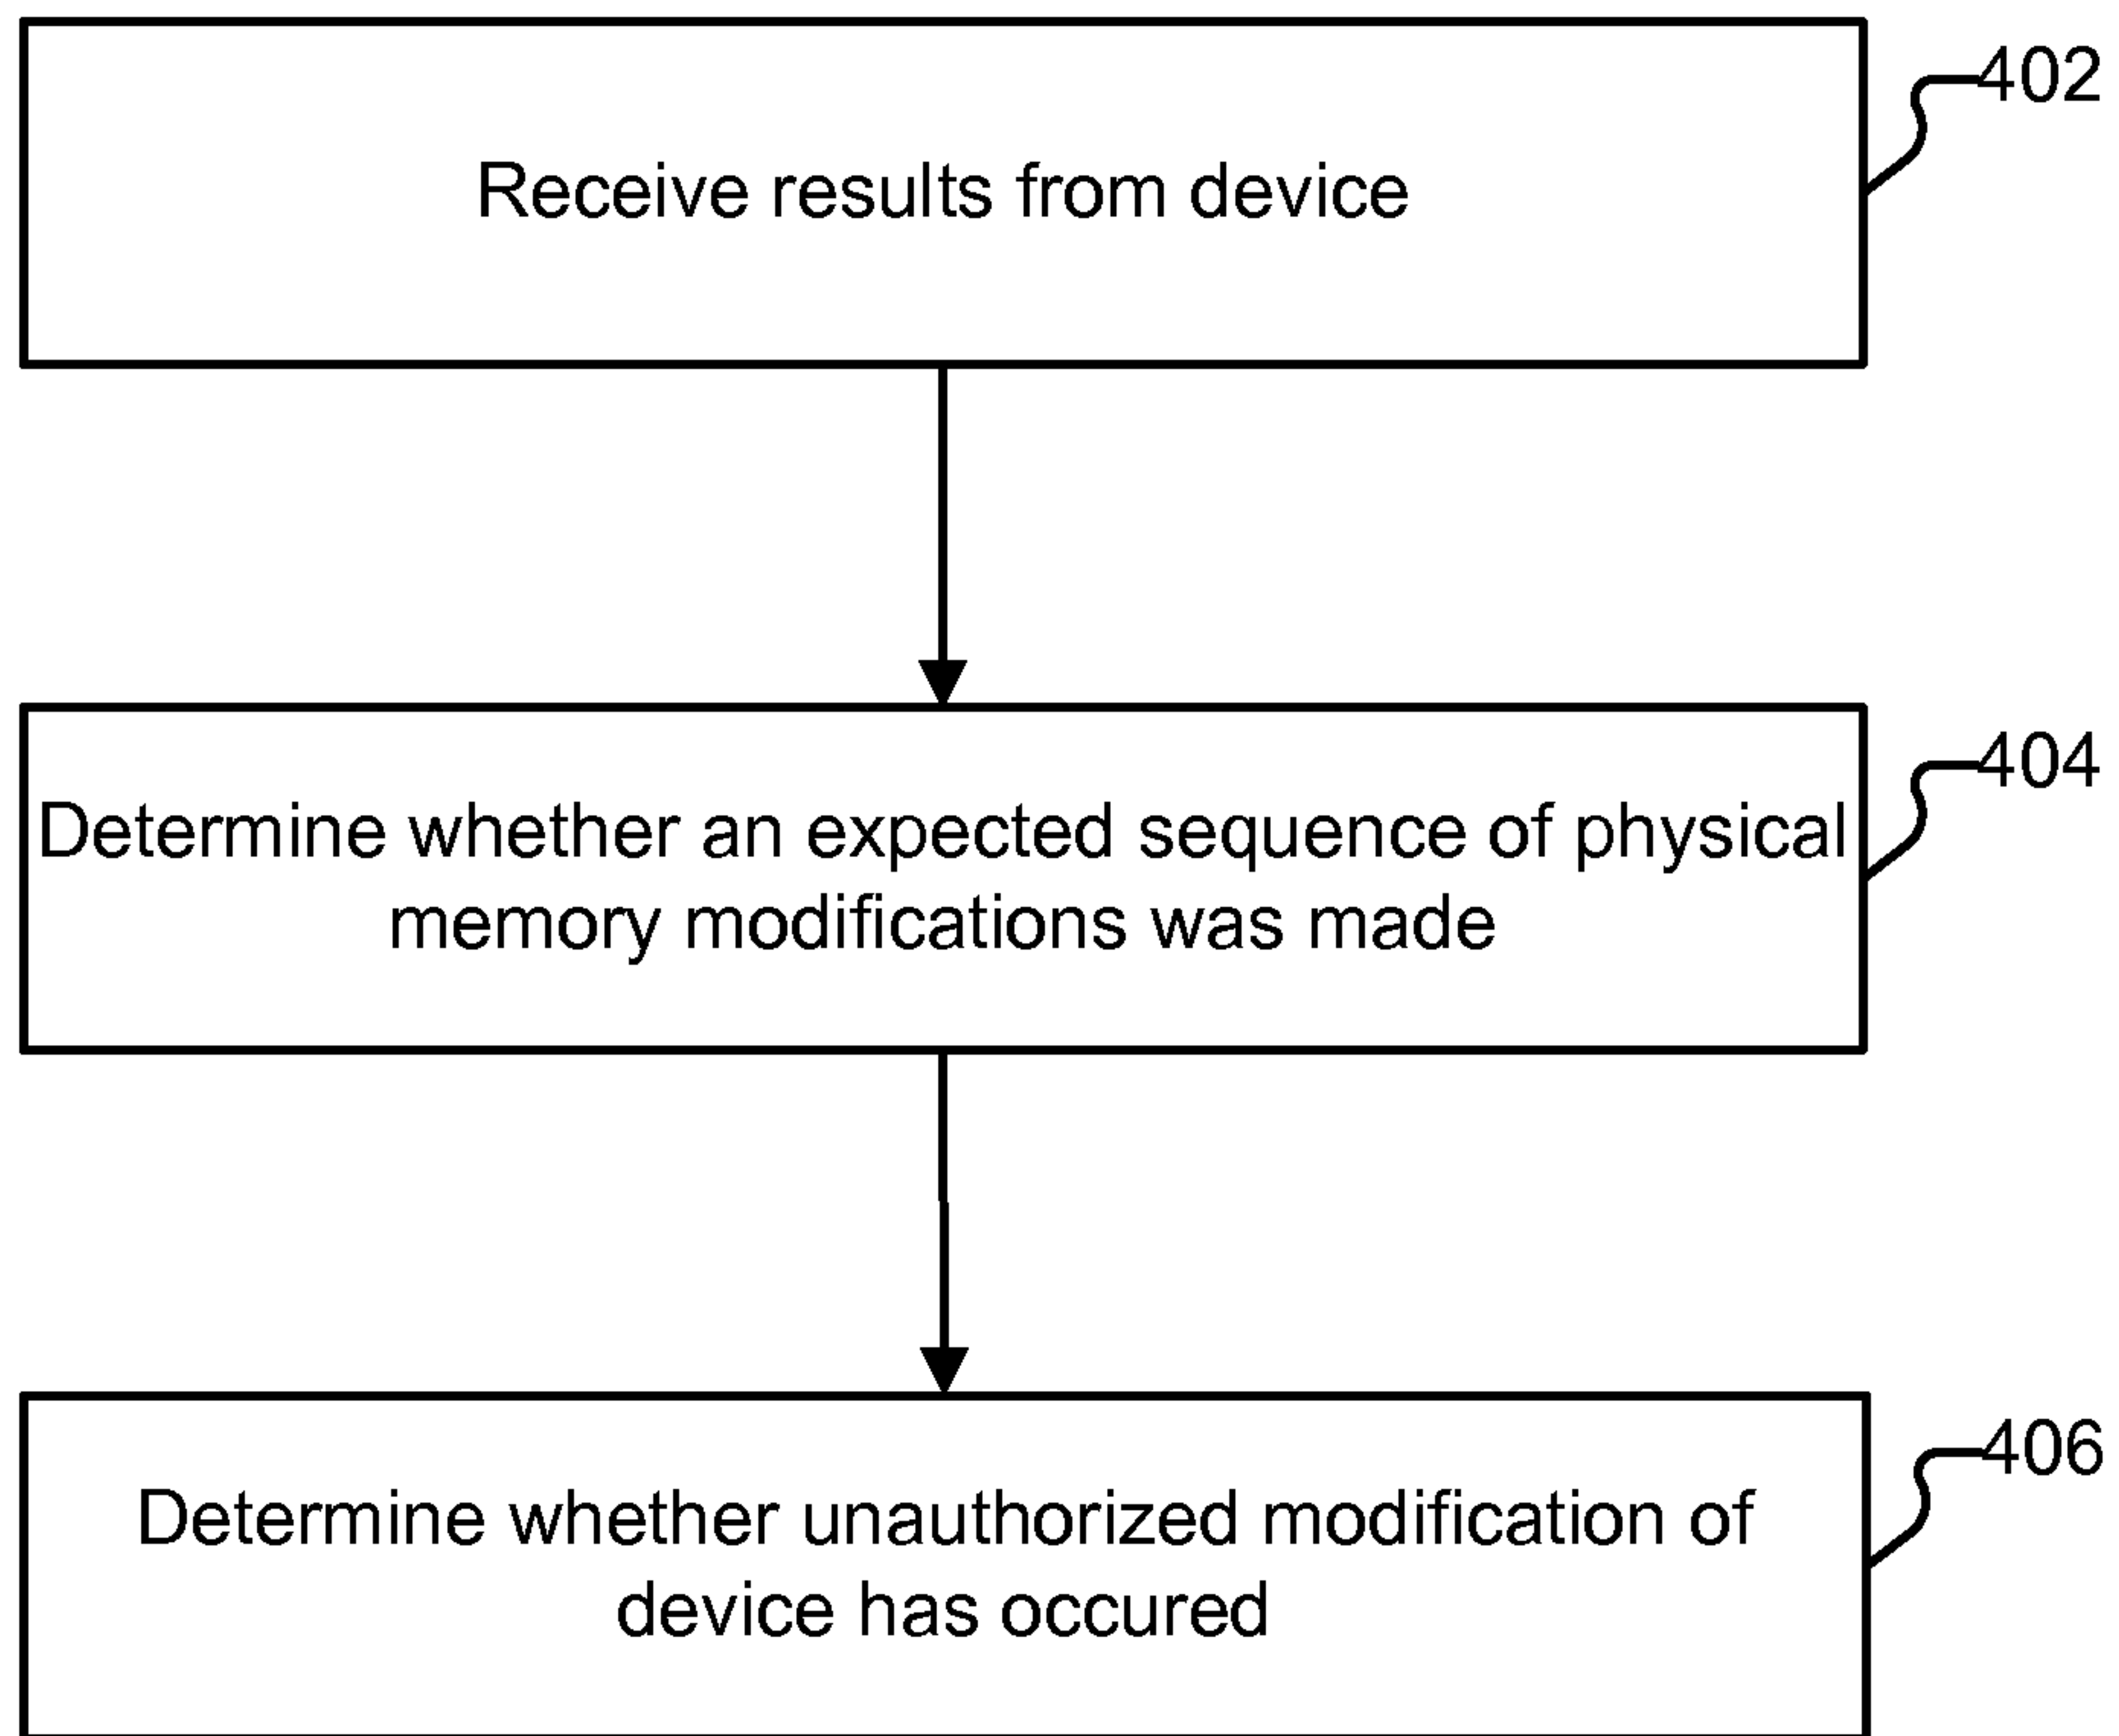 402
Receive results from device
404
Determine whether an expected sequence of physical
memory modifications was made
406
Determine whether unauthorized modification of
device has occured